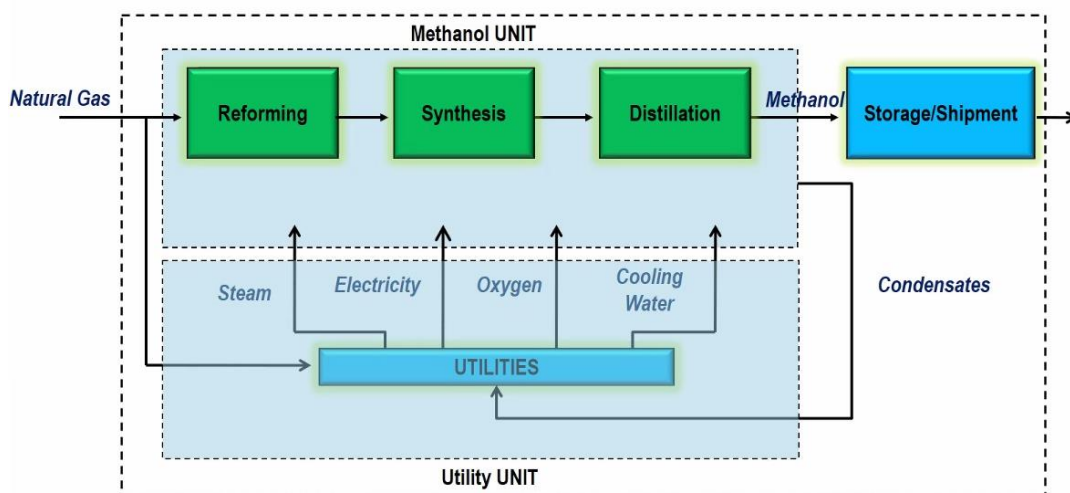 Methanol UNIT
Natural Gas
Reforming
Synthesis
Distillation
Methanol
Storage/Shipment
Steam
Electricity
Oxygen
Cooling
Water
Condensates
UTILITIES
Utility UNIT